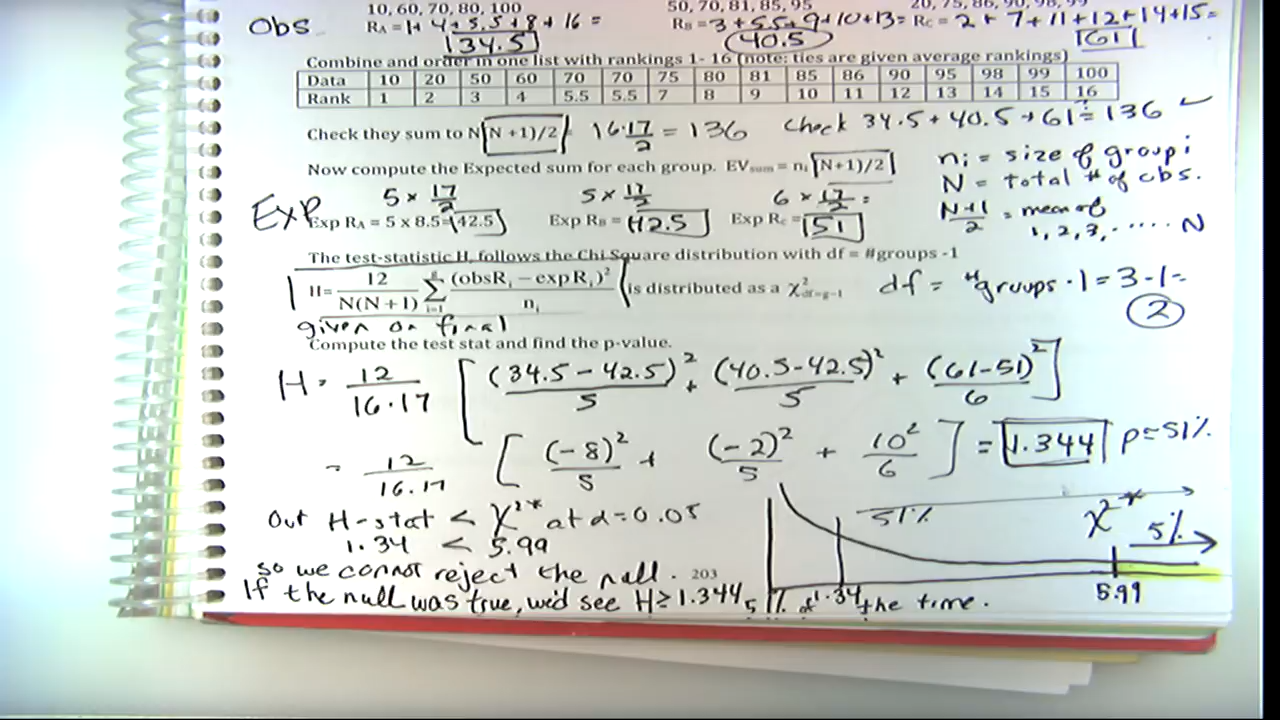 10, 60, 70, 80, 100 50, 70, 81, 85, 95 20, 75, 86, 90, 98, 99
Obs RA = 1 + 4 + 5.5 + 8 + 16 = RB = 3 + 5.5 + 9 + 10 + 13 = RC = 2 + 7 + 11 + 12 + 14 + 15 =
34.5 40.5 61
Combine and order in one list with rankings 1- 16 (note: ties are given average rankings)
Data 10 20 50 60 70 70 75 80 81 85 86 90 95 98 99 100
Rank 1 2 3 4 5.5 5.5 7 8 9 10 11 12 13 14 15 16
Check they sum to N(N +1)/2 = 16·17/2 = 136 check 34.5 + 40.5 + 61 = 136 ✓
Now compute the Expected sum for each group. EVsum = ni (N+1)/2
ni = size of group i
N = total # of obs.
N+1/2 = mean of 1, 2, 3, ..... N
5 × 17/2 5 × 17/2 6 × 17/2 =
Exp Exp RA = 5 x 8.5= 42.5 Exp RB = 42.5 Exp RC = 51
The test-statistic H, follows the Chi Square distribution with df = #groups -1
H= 12/N(N+1) ∑ i=1 g (obsRi − expRi)²/ni is distributed as a χ² df=g−1 df = #groups - 1 = 3 - 1 =
2
given on final
Compute the test stat and find the p-value.
H = 12/16·17 [ (34.5 - 42.5)²/5 + (40.5 - 42.5)²/5 + (61-51)²/6 ]
= 12/16·17 [ (-8)²/5 + (-2)²/5 + 10²/6 ] = 1.344 p = 51%
Our H-stat < χ²* at α = 0.05
1.34 < 5.99
so we cannot reject the null. 203
If the null was true, we'd see H ≥ 1.344 51% of the time.
51% χ²* 5%
1.34 5.99